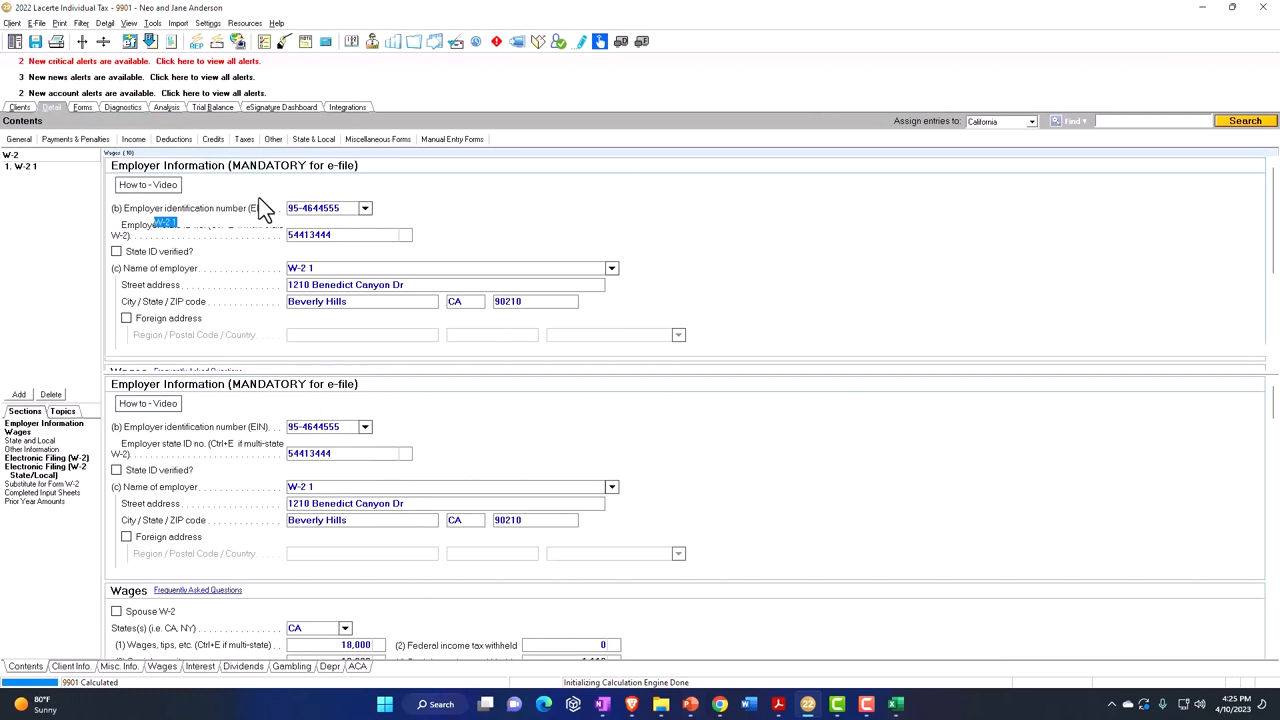 2022 Lacerte Individual Tax - 9901 - Neo and Jane Anderson
Client E-File Print Filter Detail View Tools Import Settings Resources Help
2 New critical alerts are available. Click here to view all alerts.
3 New news alerts are available. Click here to view all alerts.
2 New account alerts are available. Click here to view all alerts.
Clients Detail Forms Diagnostics Analysis Trial Balance eSignature Dashboard Integrations
Contents Assign entries to: California Find Search
General Payments & Penalties Income Deductions Credits Taxes Other State & Local Miscellaneous Forms Manual Entry Forms
W-2 Wages (10)
1. W-2 1 Employer Information (MANDATORY for e-file)
How to - Video
(b) Employer identification number 95-4644555
W-2 1
W-2) 54413444
State ID verified?
(c) Name of employer W-2 1
Street address 1210 Benedict Canyon Dr
City / State / ZIP code Beverly Hills CA 90210
Foreign address
Region / Postal Code / Country
Wages Frequently Asked Questions
Employer Information (MANDATORY for e-file)
Add Delete
How to - Video
Sections Topics
Employer Information
Wages
State and Local
Other Information
Electronic Filing (W-2)
Electronic Filing (W-2
State/Local)
Substitute for Form W-2
Completed Input Sheets
Prior Year Amounts
(b) Employer identification number (EIN) 95-4644555
Employer state ID no. (Ctrl+E if multi-state
W-2) 54413444
State ID verified?
(c) Name of employer W-2 1
Street address 1210 Benedict Canyon Dr
City / State / ZIP code Beverly Hills CA 90210
Foreign address
Region / Postal Code / Country
Wages Frequently Asked Questions
Spouse W-2
States(s) (i.e. CA, NY) CA
(1) Wages, tips, etc. (Ctrl+E if multi-state) 18,000 (2) Federal income tax withheld 0
Contents Client Info. Misc. Info. Wages Interest Dividends Gambling Depr ACA
9901 Calculated Initializing Calculation Engine Done
80°F
Sunny
Search
4:25 PM
4/10/2023